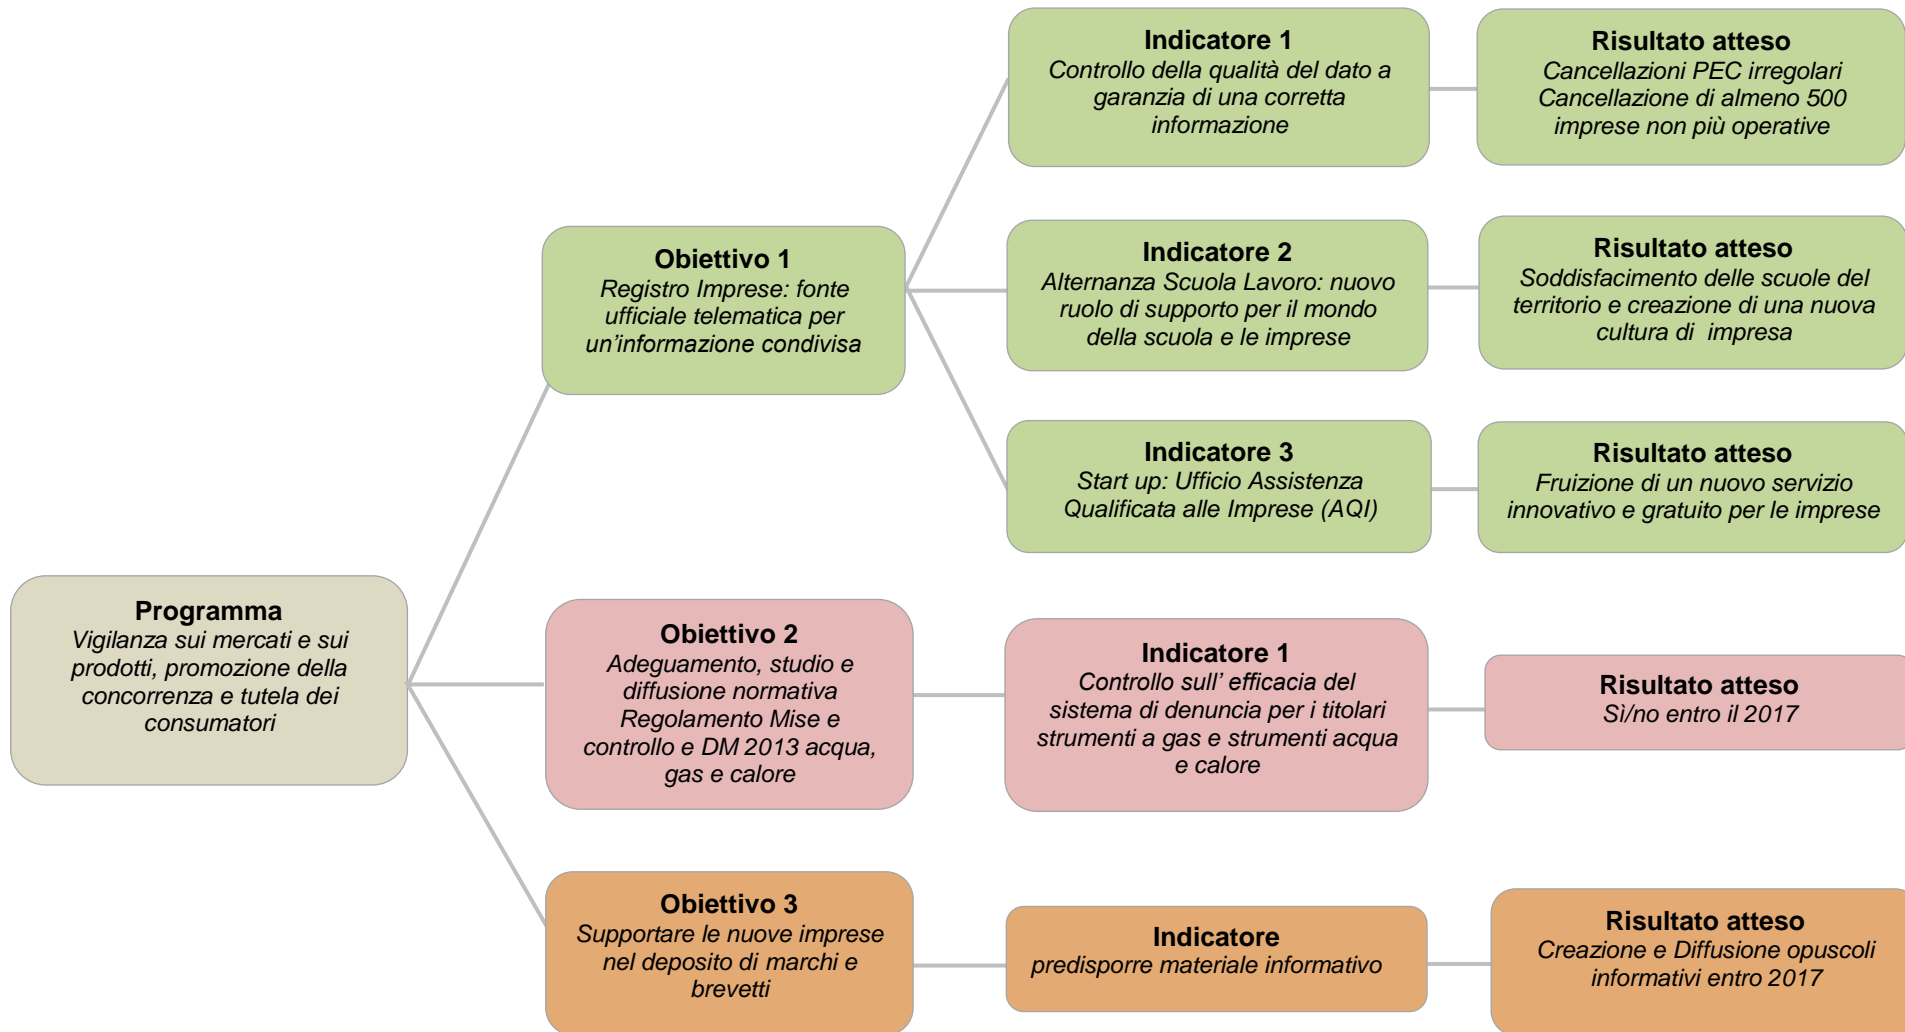 Programma
Vigilanza sui mercati e sui
prodotti, promozione della
concorrenza e tutela dei
consumatori
Obiettivo 1
Registro Imprese: fonte
ufficiale telematica per
un'informazione condivisa
Indicatore 1
Controllo della qualità del dato a
garanzia di una corretta
informazione
Risultato atteso
Cancellazioni PEC irregolari
Cancellazione di almeno 500
imprese non più operative
Indicatore 2
Alternanza Scuola Lavoro: nuovo
ruolo di supporto per il mondo
della scuola e le imprese
Risultato atteso
Soddisfacimento delle scuole del
territorio e creazione di una nuova
cultura di impresa
Indicatore 3
Start up: Ufficio Assistenza
Qualificata alle Imprese (AQI)
Risultato atteso
Fruizione di un nuovo servizio
innovativo e gratuito per le imprese
Obiettivo 2
Adeguamento, studio e
diffusione normativa
Regolamento Mise e
controllo e DM 2013 acqua,
gas e calore
Indicatore 1
Controllo sull' efficacia del
sistema di denuncia per i titolari
strumenti a gas e strumenti acqua
e calore
Risultato atteso
Sì/no entro il 2017
Obiettivo 3
Supportare le nuove imprese
nel deposito di marchi e
brevetti
Indicatore
predisporre materiale informativo
Risultato atteso
Creazione e Diffusione opuscoli
informativi entro 2017